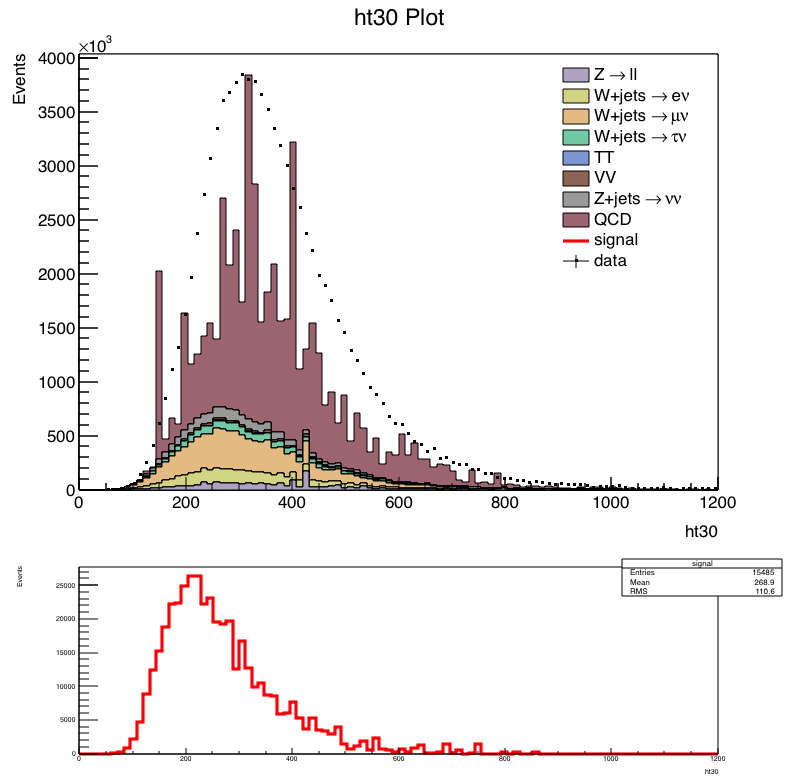 ht30 Plot
×10³
Events
4000
3500
3000
2500
2000
1500
1000
500
0
0 200 400 600 800 1000 1200
ht30
Z → ll
W+jets → eν
W+jets → μν
W+jets → τν
TT
VV
Z+jets → νν
QCD
signal
data
Events
25000
20000
15000
10000
5000
0
0 200 400 600 800 1000 1200
ht30
signal
Entries 15485
Mean 268.9
RMS 110.6